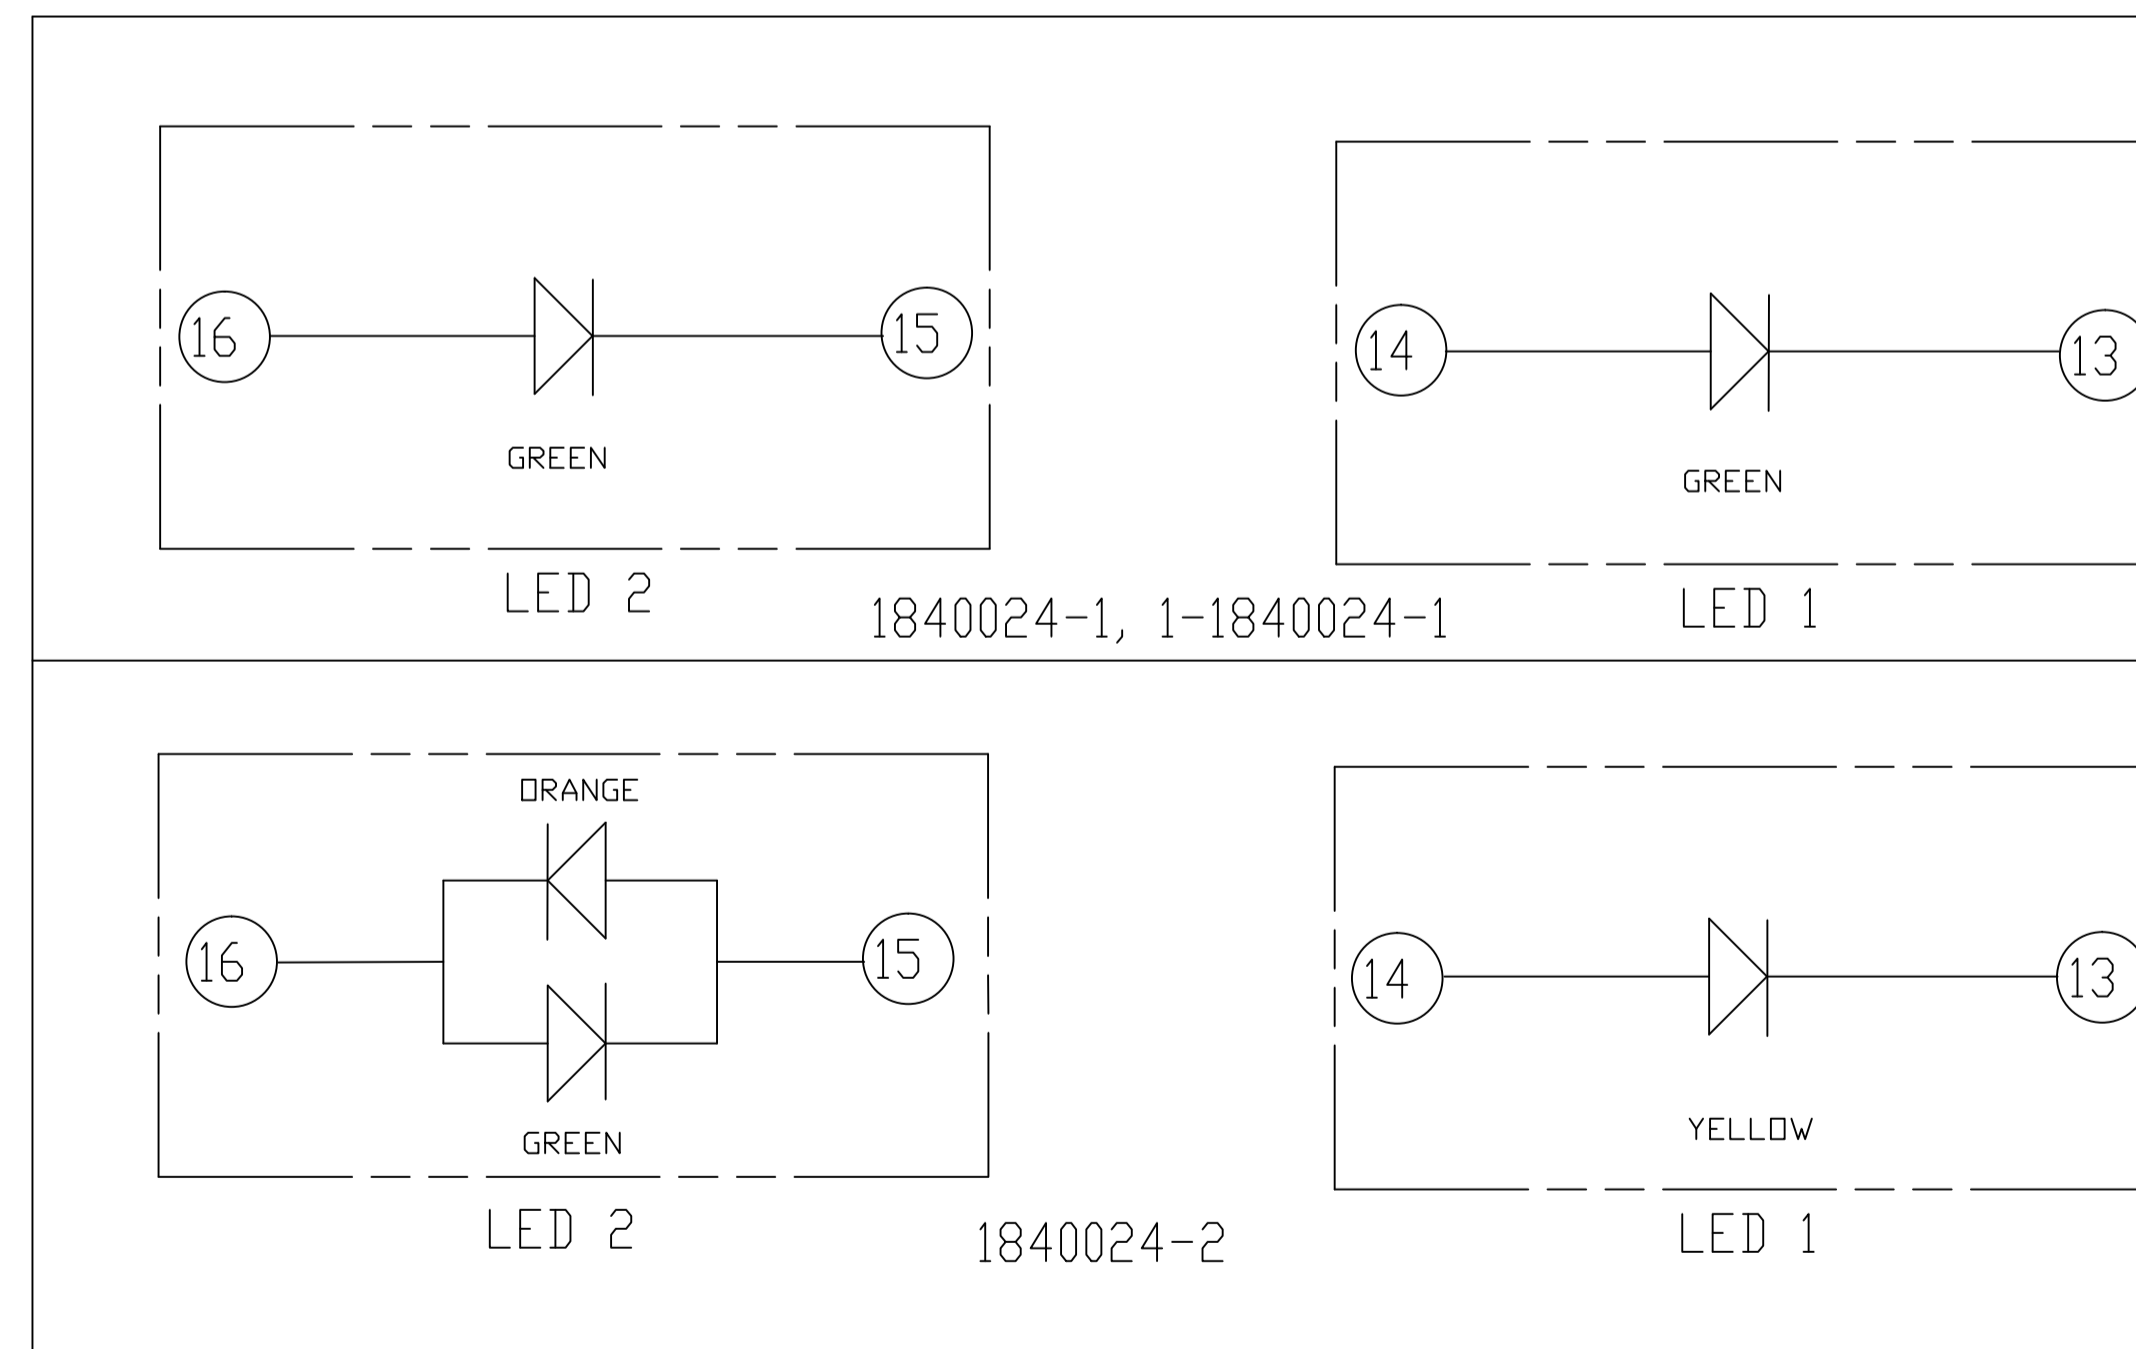 16 15 14 13
GREEN GREEN
LED 2 1840024-1, 1-1840024-1 LED 1
ORANGE
16 15 14 13
GREEN YELLOW
LED 2 1840024-2 LED 1